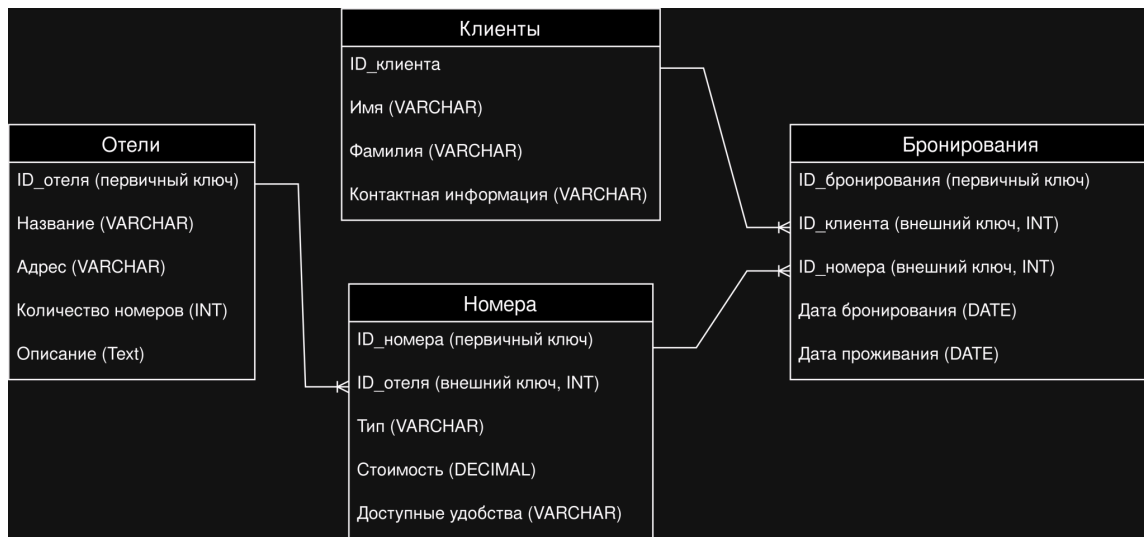 Клиенты
ID_клиента
Имя (VARCHAR)
Фамилия (VARCHAR)
Контактная информация (VARCHAR)
Отели
ID_отеля (первичный ключ)
Название (VARCHAR)
Адрес (VARCHAR)
Количество номеров (INT)
Описание (Text)
Номера
ID_номера (первичный ключ)
ID_отеля (внешний ключ, INT)
Тип (VARCHAR)
Стоимость (DECIMAL)
Доступные удобства (VARCHAR)
Бронирования
ID_бронирования (первичный ключ)
ID_клиента (внешний ключ, INT)
ID_номера (внешний ключ, INT)
Дата бронирования (DATE)
Дата проживания (DATE)